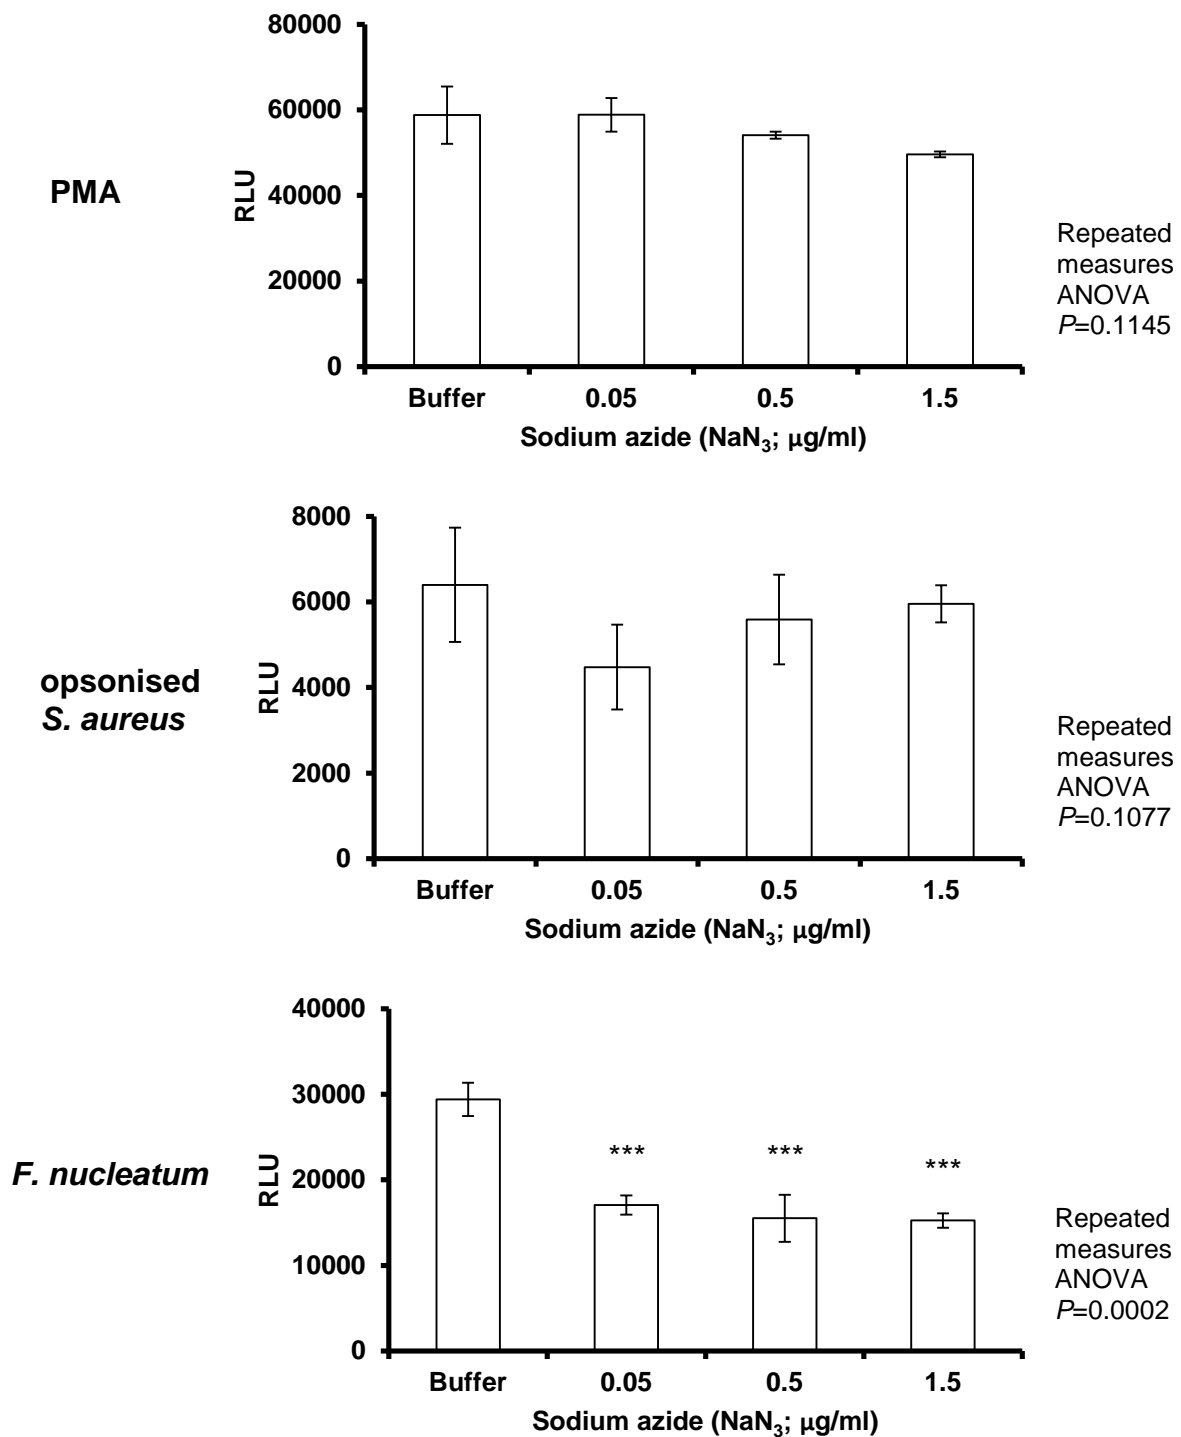 80000
60000
40000
20000
0
RLU
PMA
Buffer 0.05 0.5 1.5
Sodium azide (NaN₃; µg/ml)
Repeated
measures
ANOVA
P=0.1145
8000
6000
4000
2000
0
RLU
opsonised
S. aureus
Buffer 0.05 0.5 1.5
Sodium azide (NaN₃; µg/ml)
Repeated
measures
ANOVA
P=0.1077
40000
30000
20000
10000
0
RLU
F. nucleatum
*** *** ***
Buffer 0.05 0.5 1.5
Sodium azide (NaN₃; µg/ml)
Repeated
measures
ANOVA
P=0.0002